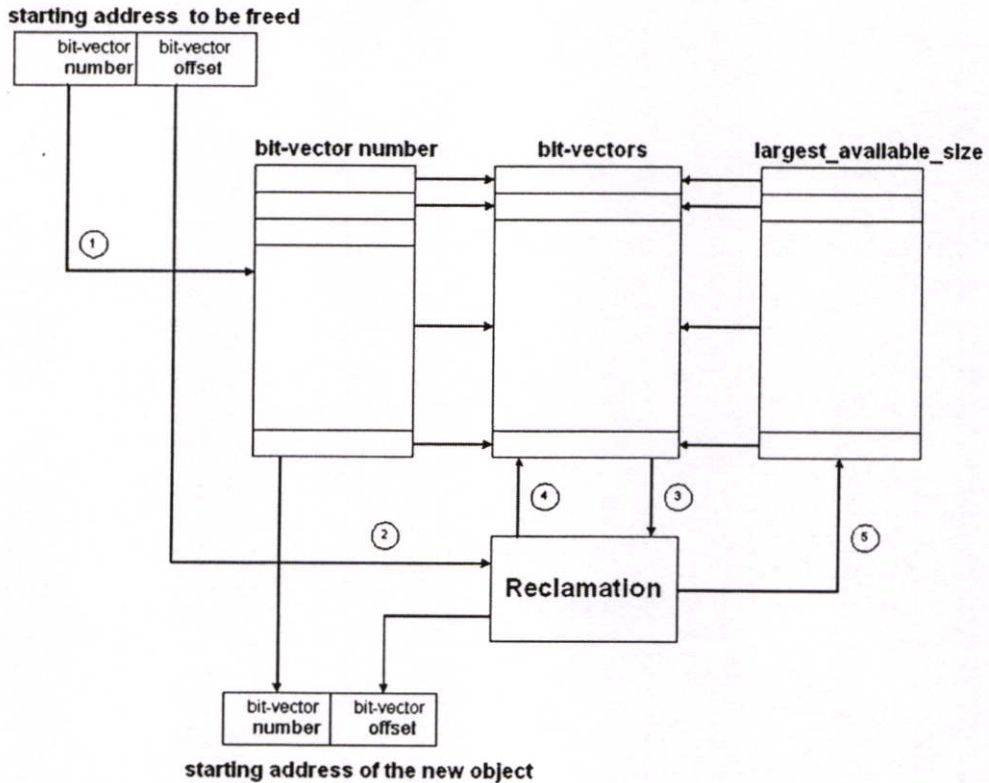 starting address to be freed
bit-vector number
bit-vector offset
bit-vector number
bit-vectors
largest_available_size
1
4
3
2
5
Reclamation
bit-vector number
bit-vector offset
starting address of the new object